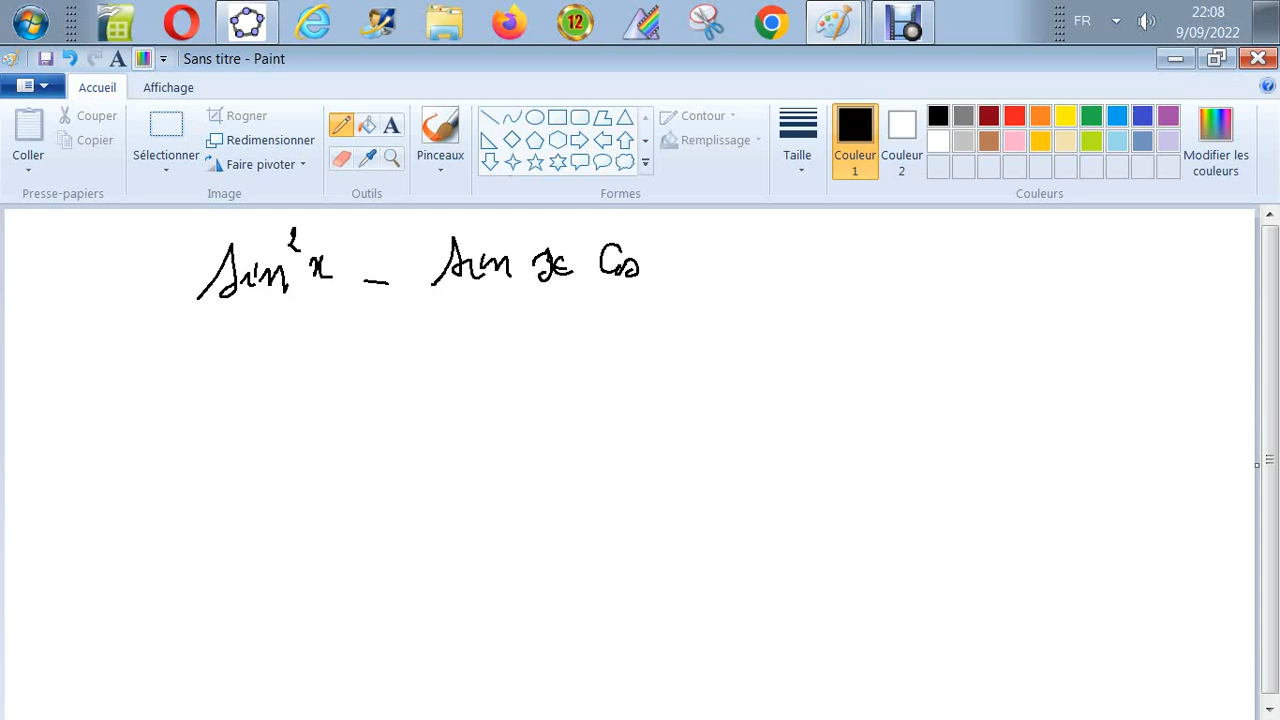 12
FR
22:08
9/09/2022
Sans titre - Paint
Accueil
Affichage
Coller
Couper
Copier
Presse-papiers
Sélectionner
Rogner
Redimensionner
Faire pivoter
Image
Outils
Pinceaux
Contour
Remplissage
Formes
Taille
Couleur 1
Couleur 2
Modifier les couleurs
Couleurs
sin²x - sin x Cos